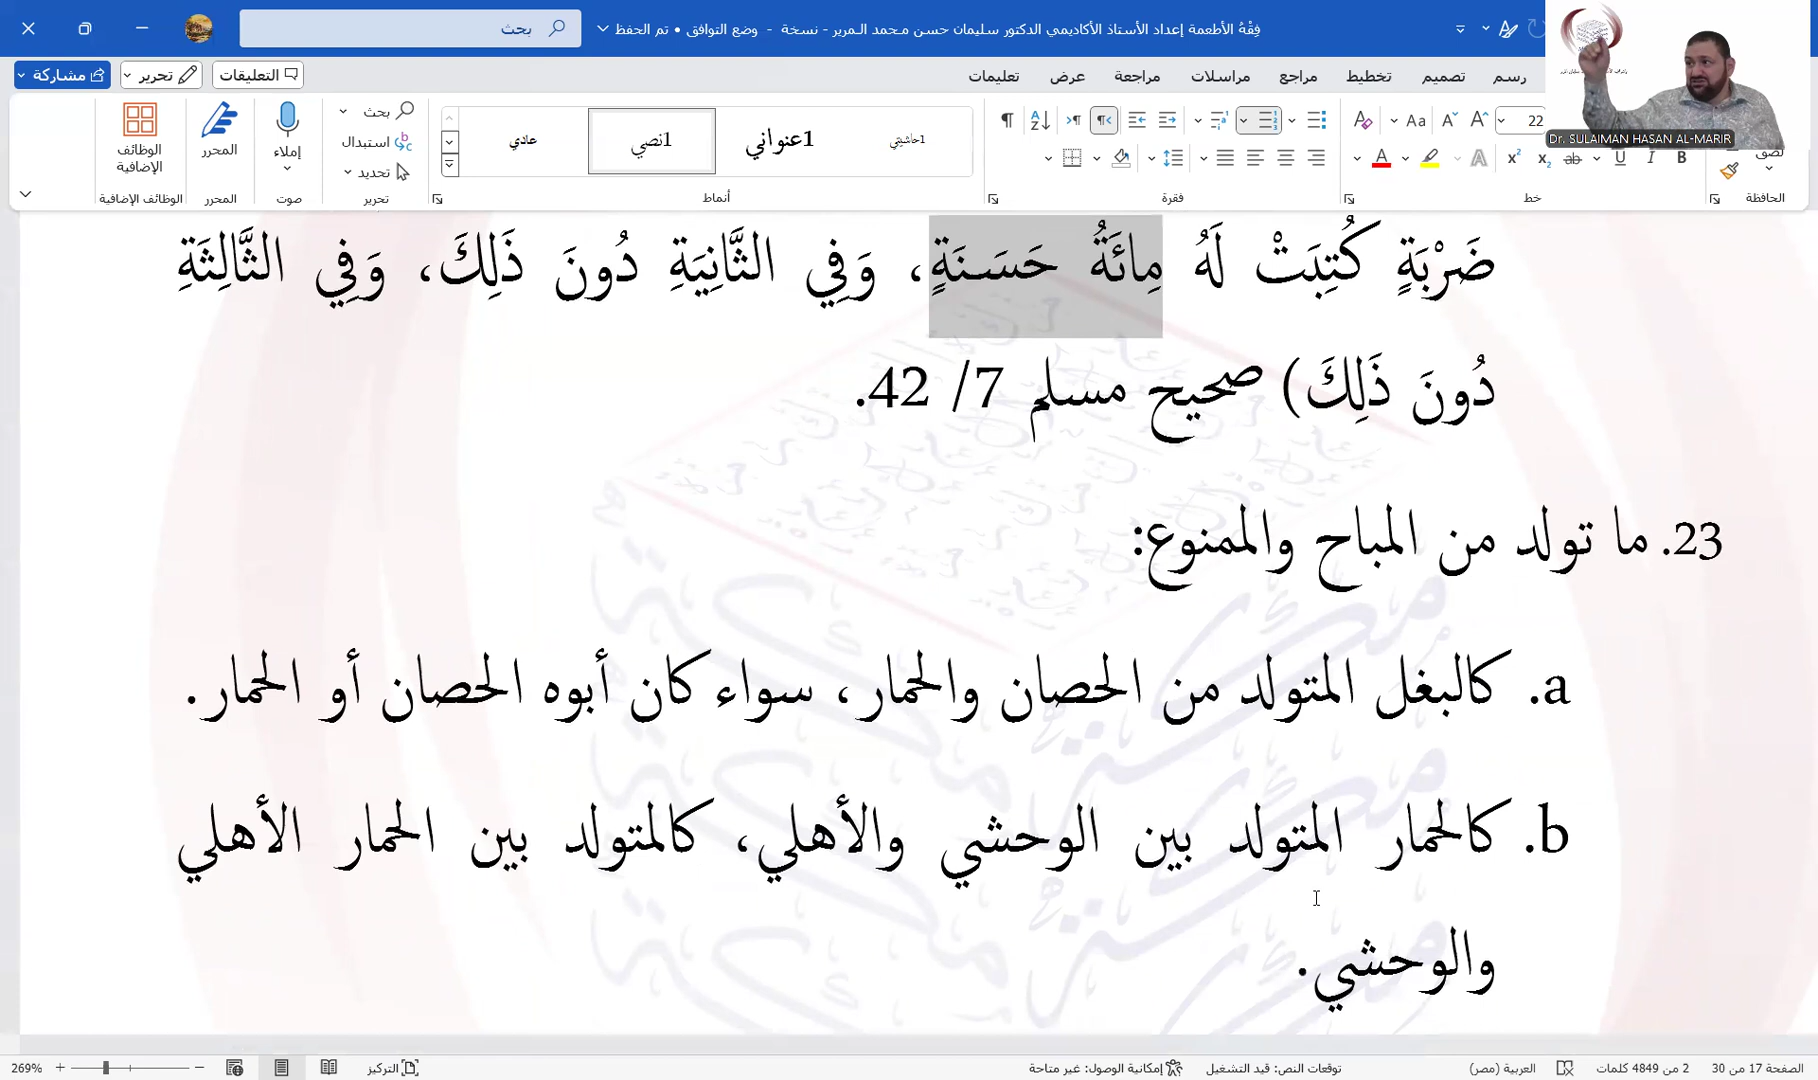 فِقْهُ الأطعمة إعداد الأستاذ الأكاديمي الدكتور سليمان حسن محمد المرير - نسخة - وضع التوافق • تم الحفظ
بحث
رسم تصميم تخطيط مراجع مراسلات مراجعة عرض تعليمات
التعليقات تحرير مشاركة
Dr. SULAIMAN HASAN AL-MARIR
22
Aa
لصق
1حاشيتي
1عنواني
1نصي
عادي
بحث
استبدال
تحديد
إملاء
المحرر
الوظائف
الإضافية
الحافظة خط فقرة أنماط تحرير صوت المحرر الوظائف الإضافية
ضَرْبَةٍ كُتِبَتْ لَهُ مِائَةُ حَسَنَةٍ، وَفِي الثَّانِيَةِ دُونَ ذَلِكَ، وَفِي الثَّالِثَةِ
دُونَ ذَلِكَ) صحيح مسلم 7/ 42.
23. ما تولد من المباح والممنوع:
a. كالبغل المتولد من الحصان والحمار، سواء كان أبوه الحصان أو الحمار.
b. كالحمار المتولد بين الوحشي والأهلي، كالمتولد بين الحمار الأهلي
والوحشي.
الصفحة 17 من 30 2 من 4849 كلمات العربية (مصر) توقعات النص: قيد التشغيل إمكانية الوصول: غير متاحة التركيز 269%